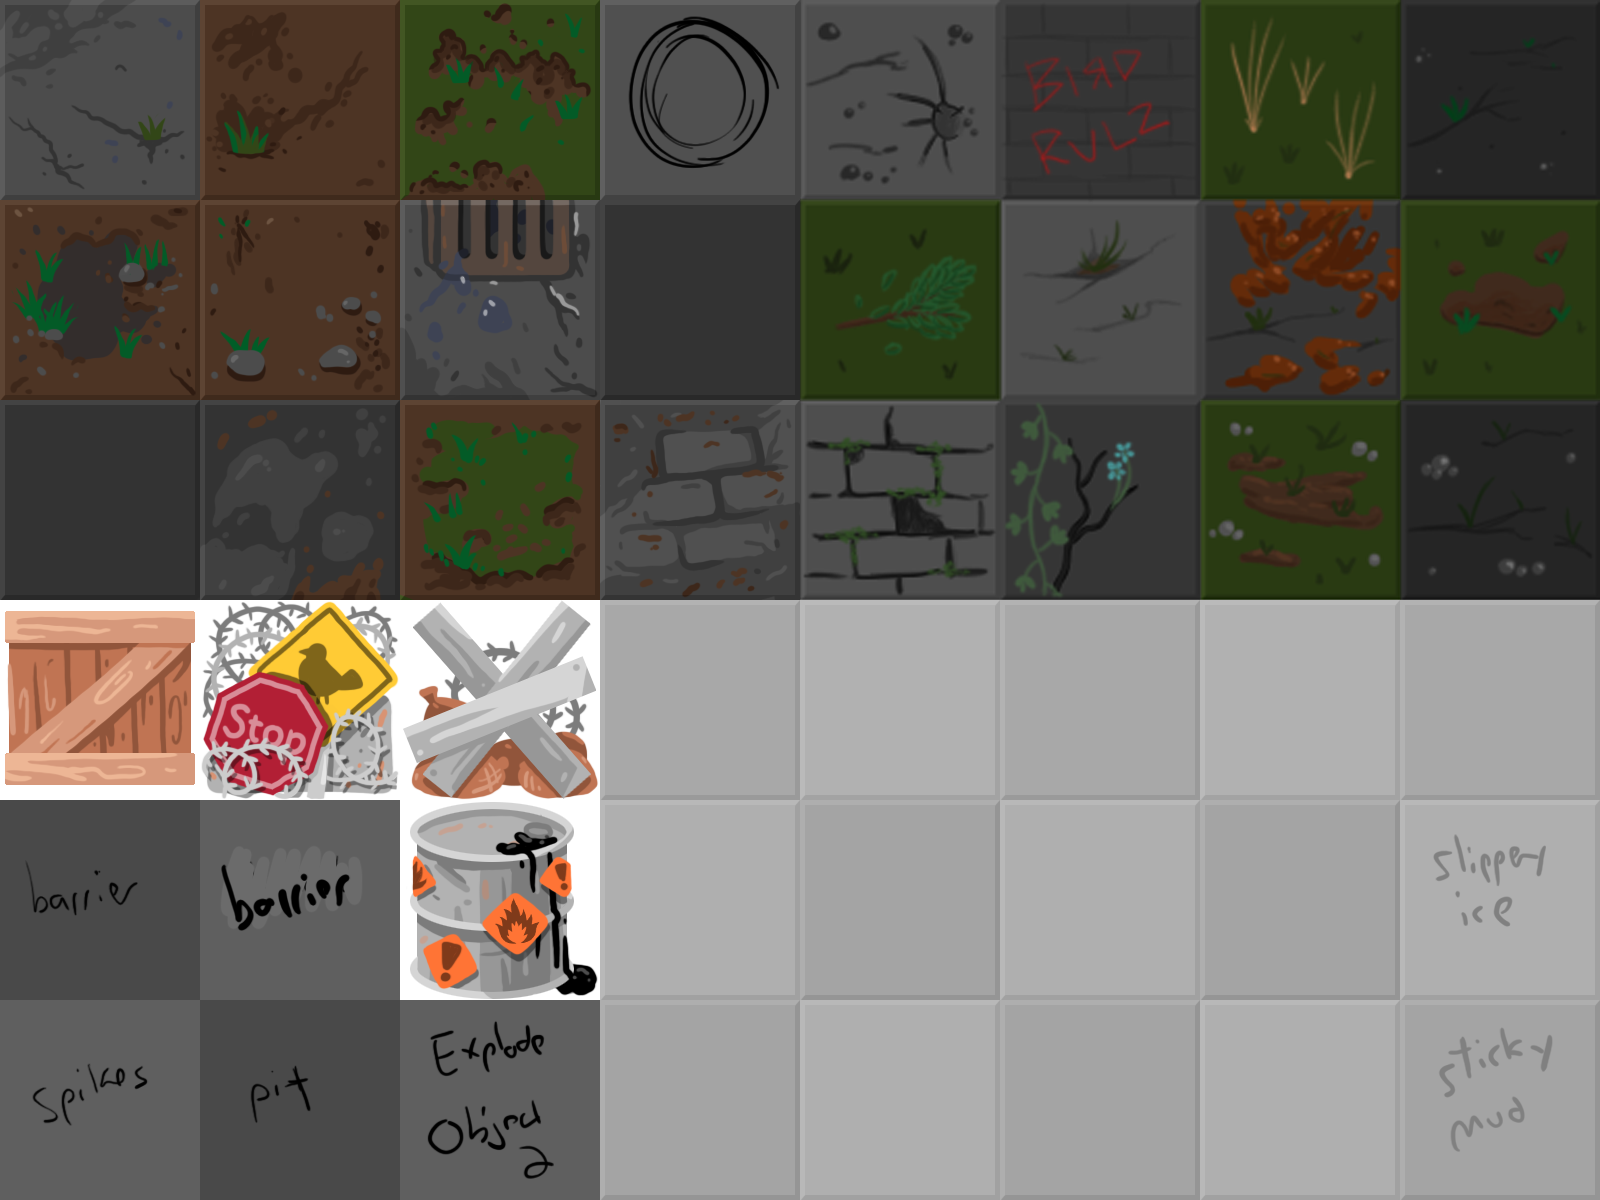 BIRD
RULZ
Stop
barrier
barrier
slippery
ice
spikes
pit
Explode
Object
2
sticky
mud